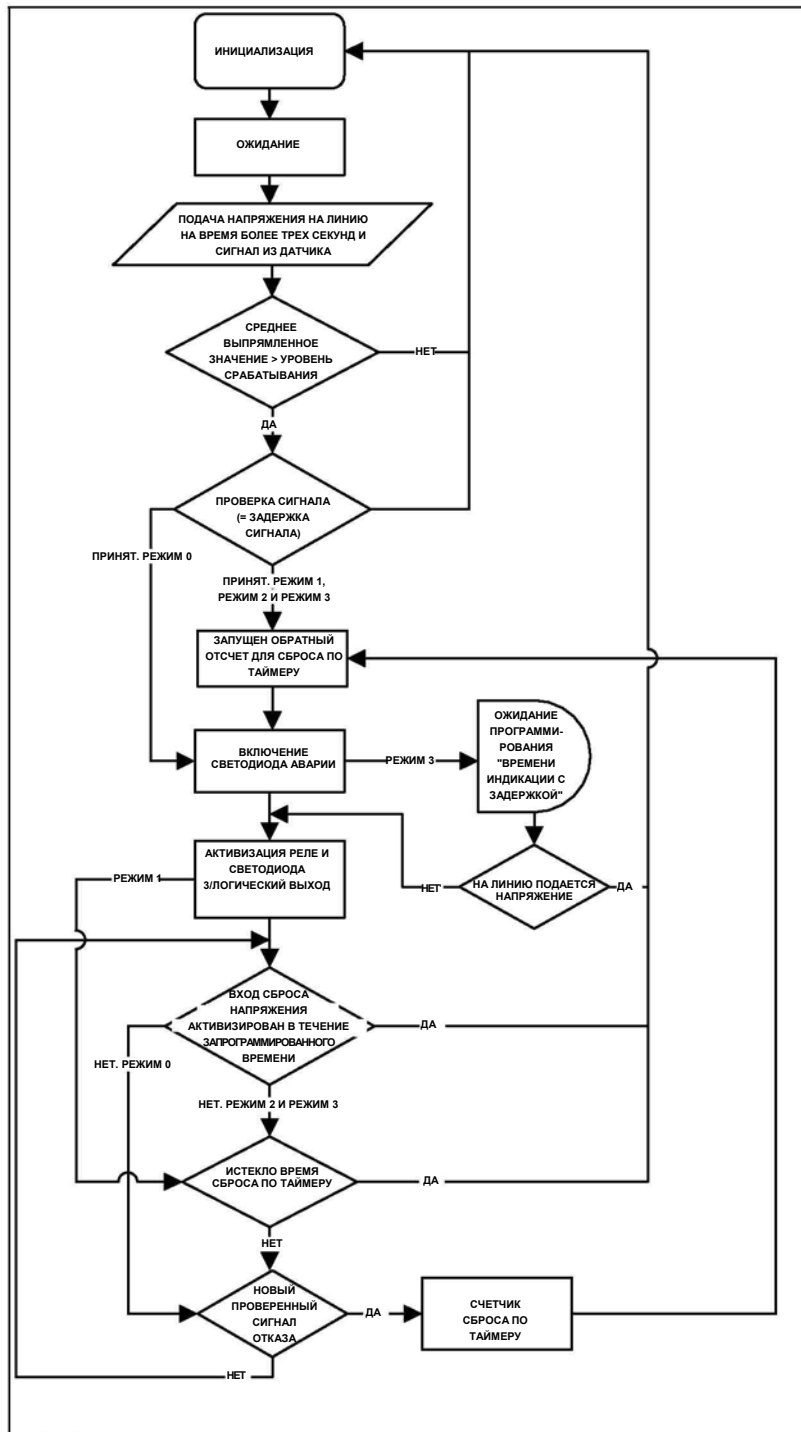 ИНИЦИАЛИЗАЦИЯ
ОЖИДАНИЕ
ПОДАЧА НАПРЯЖЕНИЯ НА ЛИНИЮ
НА ВРЕМЯ БОЛЕЕ ТРЕХ СЕКУНД И
СИГНАЛ ИЗ ДАТЧИКА
СРЕДНЕЕ
ВЫПРЯМЛЕННОЕ
ЗНАЧЕНИЕ > УРОВЕНЬ
СРАБАТЫВАНИЯ
НЕТ
ДА
ПРОВЕРКА СИГНАЛА
(= ЗАДЕРЖКА
СИГНАЛА)
ПРИНЯТ. РЕЖИМ 0
ПРИНЯТ. РЕЖИМ 1,
РЕЖИМ 2 И РЕЖИМ 3
ЗАПУЩЕН ОБРАТНЫЙ
ОТСЧЕТ ДЛЯ СБРОСА ПО
ТАЙМЕРУ
ВКЛЮЧЕНИЕ
СВЕТОДИОДА АВАРИИ
РЕЖИМ 3
ОЖИДАНИЕ
ПРОГРАММИ-
РОВАНИЯ
"ВРЕМЕНИ
ИНДИКАЦИИ С
ЗАДЕРЖКОЙ"
АКТИВИЗАЦИЯ РЕЛЕ И
СВЕТОДИОДА
3/ЛОГИЧЕСКИЙ ВЫХОД
РЕЖИМ 1
НЕТ
НА ЛИНИЮ ПОДАЕТСЯ
НАПРЯЖЕНИЕ
ДА
ВХОД СБРОСА
НАПРЯЖЕНИЯ
АКТИВИЗИРОВАН В ТЕЧЕНИЕ
ЗАПРОГРАММИРОВАННОГО
ВРЕМЕНИ
ДА
НЕТ. РЕЖИМ 0
НЕТ. РЕЖИМ 2 И РЕЖИМ 3
ИСТЕКЛО ВРЕМЯ
СБРОСА ПО ТАЙМЕРУ
ДА
НЕТ
НОВЫЙ
ПРОВЕРЕННЫЙ
СИГНАЛ
ОТКАЗА
ДА
СЧЕТЧИК
СБРОСА ПО
ТАЙМЕРУ
НЕТ